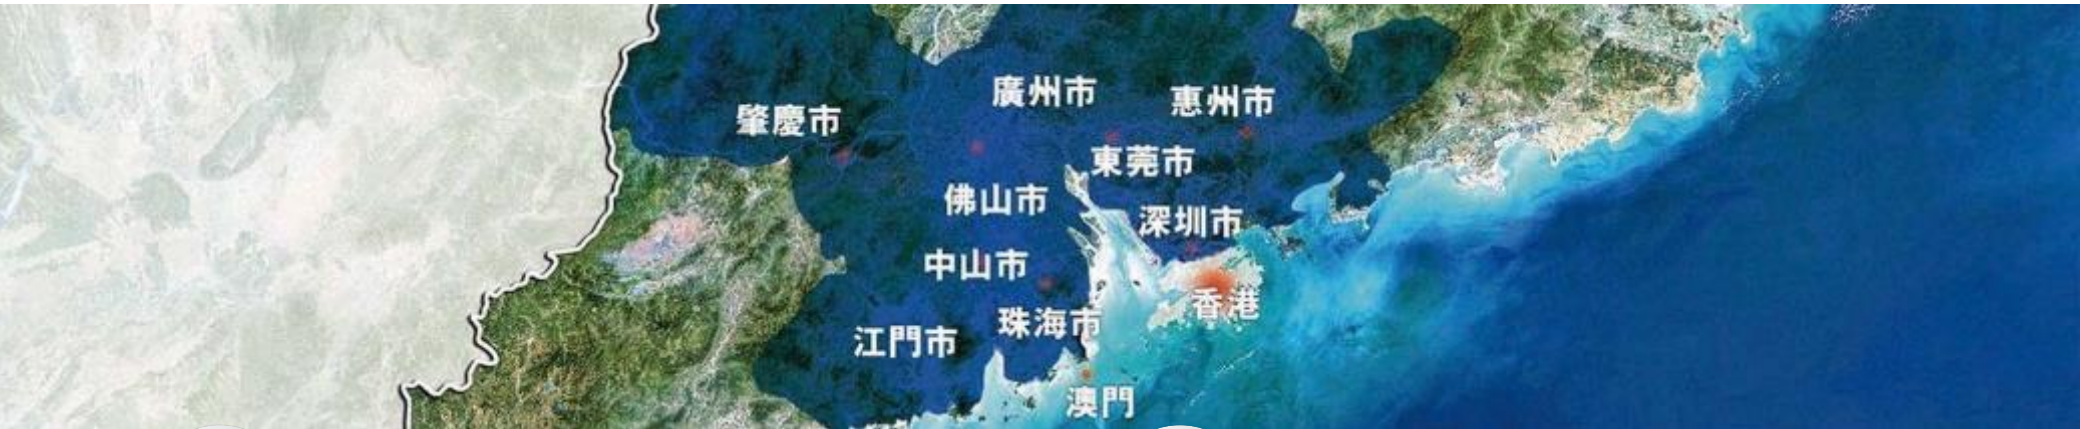 廣州市
惠州市
肇慶市
東莞市
佛山市
深圳市
中山市
香港
珠海市
江門市
澳門